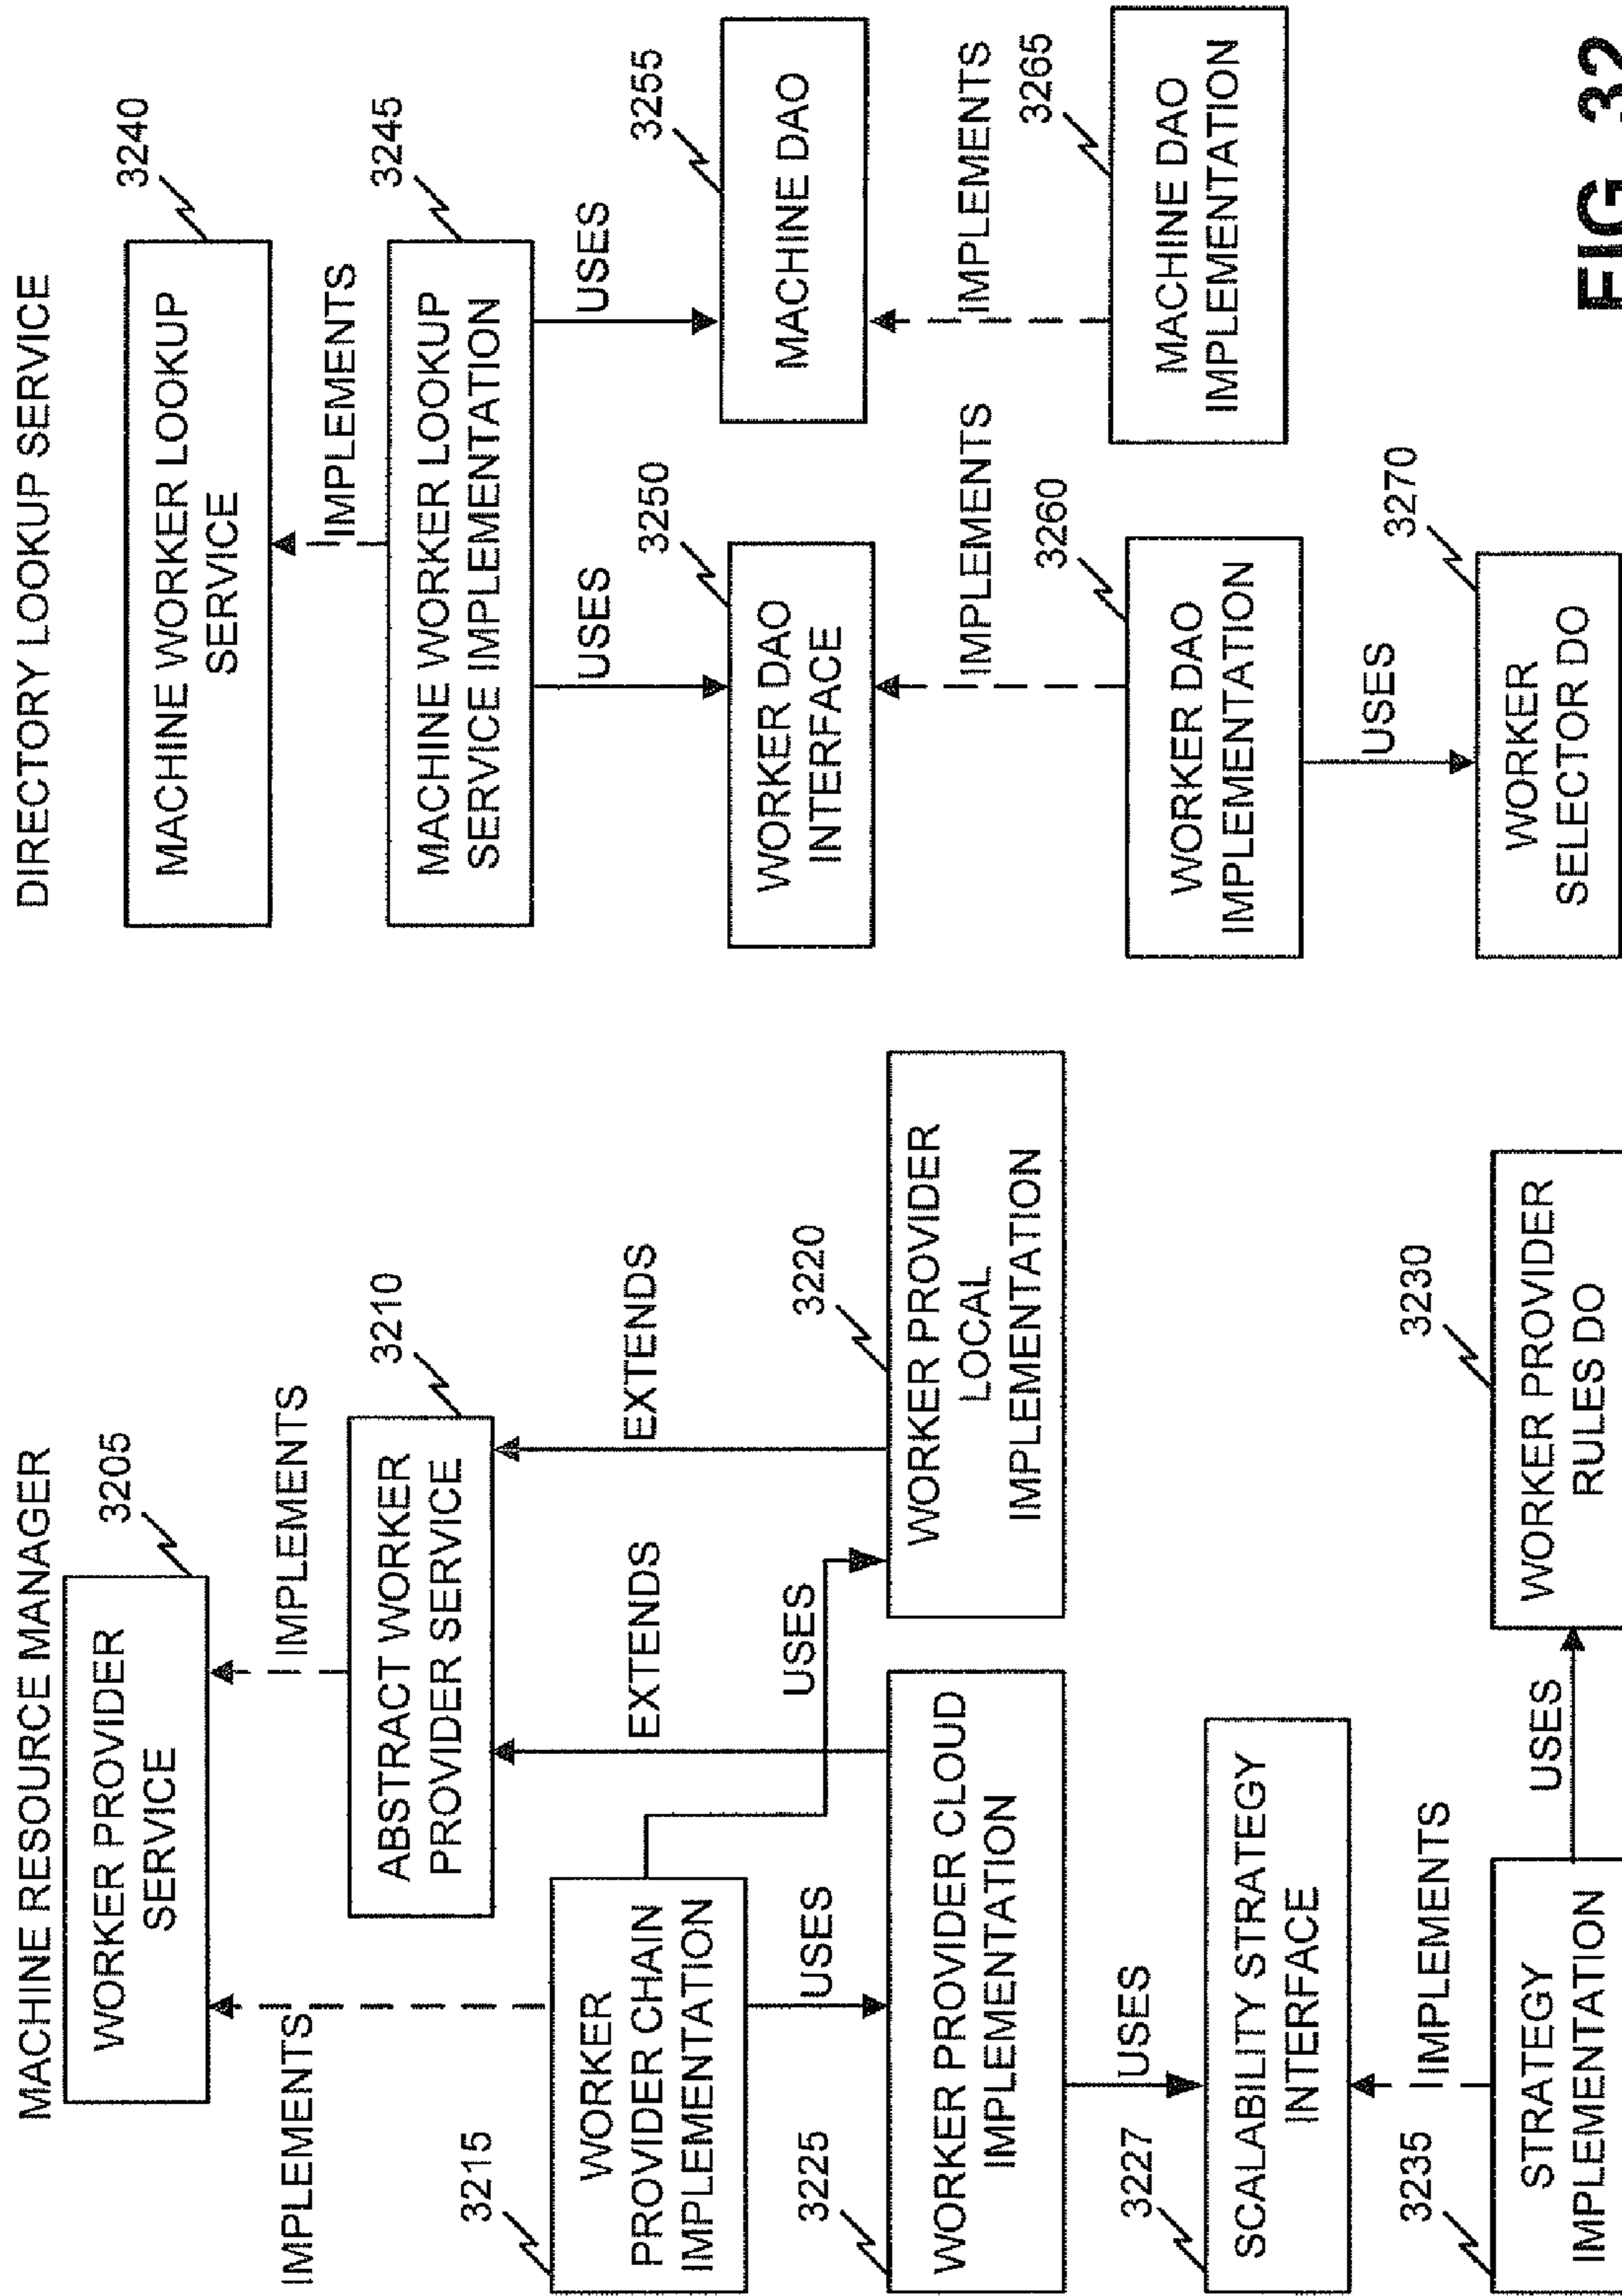 MACHINE RESOURCE MANAGER
3205
WORKER PROVIDER
SERVICE
IMPLEMENTS
IMPLEMENTS
3210
ABSTRACT WORKER
PROVIDER SERVICE
3215
WORKER
PROVIDER CHAIN
IMPLEMENTATION
EXTENDS
EXTENDS
USES
USES
3220
WORKER PROVIDER
LOCAL
IMPLEMENTATION
3225
WORKER PROVIDER CLOUD
IMPLEMENTATION
USES
3227
SCALABILITY STRATEGY
INTERFACE
IMPLEMENTS
3235
STRATEGY
IMPLEMENTATION
USES
3230
WORKER PROVIDER
RULES DO
DIRECTORY LOOKUP SERVICE
3240
MACHINE WORKER LOOKUP
SERVICE
IMPLEMENTS
3245
MACHINE WORKER LOOKUP
SERVICE IMPLEMENTATION
USES
USES
3250
WORKER DAO
INTERFACE
3255
MACHINE DAO
IMPLEMENTS
IMPLEMENTS
3260
WORKER DAO
IMPLEMENTATION
3265
MACHINE DAO
IMPLEMENTATION
USES
3270
WORKER
SELECTOR DO
FIG. 32